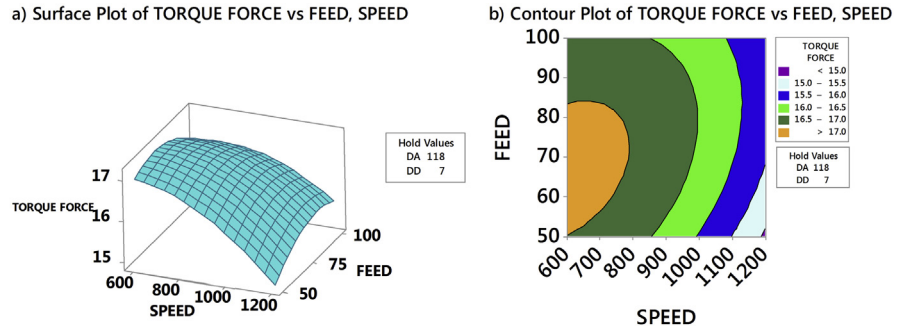 a) Surface Plot of TORQUE FORCE vs FEED, SPEED
17
TORQUE FORCE
16
15
600
800
1000
1200
SPEED
50
75
100
FEED
Hold Values
DA 118
DD 7
b) Contour Plot of TORQUE FORCE vs FEED, SPEED
100
90
80
70
60
50
FEED
600
700
800
900
1000
1100
1200
SPEED
TORQUE
FORCE
< 15.0
15.0 – 15.5
15.5 – 16.0
16.0 – 16.5
16.5 – 17.0
> 17.0
Hold Values
DA 118
DD 7